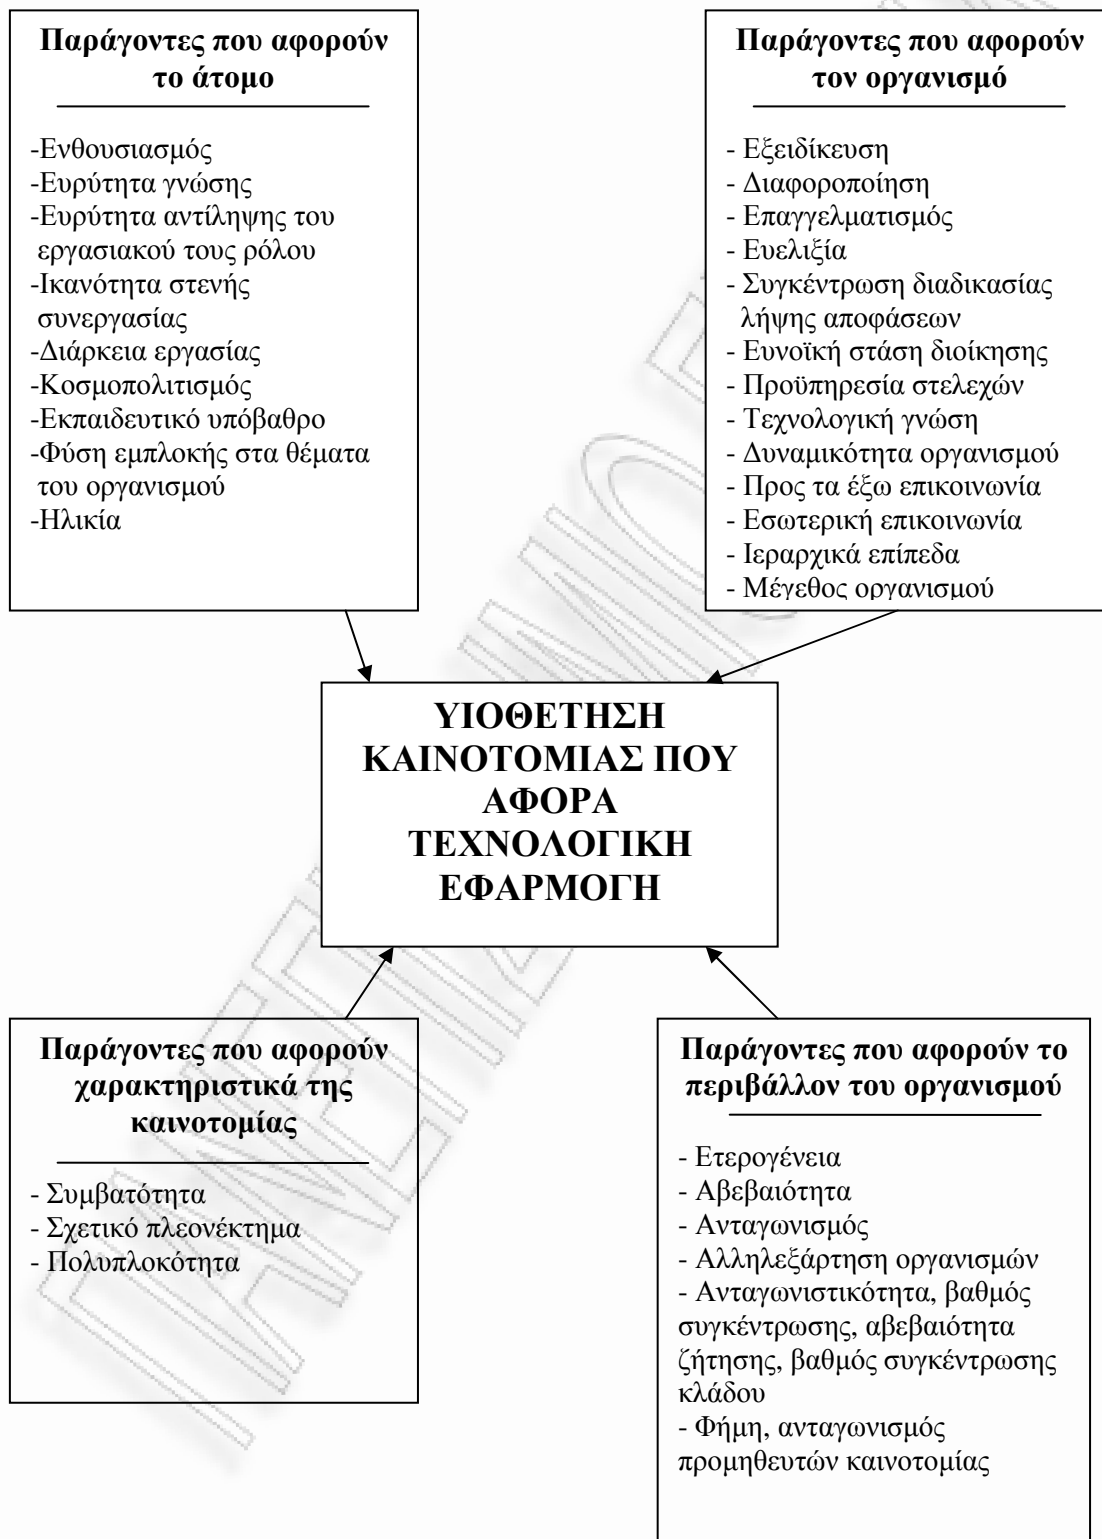 Παράγοντες που αφορούν
το άτομο
-Ενθουσιασμός
-Ευρύτητα γνώσης
-Ευρύτητα αντίληψης του
εργασιακού τους ρόλου
-Ικανότητα στενής
συνεργασίας
-Διάρκεια εργασίας
-Κοσμοπολιτισμός
-Εκπαιδευτικό υπόβαθρο
-Φύση εμπλοκής στα θέματα
του οργανισμού
-Ηλικία
Παράγοντες που αφορούν
τον οργανισμό
- Εξειδίκευση
- Διαφοροποίηση
- Επαγγελματισμός
- Ευελιξία
- Συγκέντρωση διαδικασίας
λήψης αποφάσεων
- Ευνοϊκή στάση διοίκησης
- Προϋπηρεσία στελεχών
- Τεχνολογική γνώση
- Δυναμικότητα οργανισμού
- Προς τα έξω επικοινωνία
- Εσωτερική επικοινωνία
- Ιεραρχικά επίπεδα
- Μέγεθος οργανισμού
ΥΙΟΘΕΤΗΣΗ
ΚΑΙΝΟΤΟΜΙΑΣ ΠΟΥ
ΑΦΟΡΑ
ΤΕΧΝΟΛΟΓΙΚΗ
ΕΦΑΡΜΟΓΗ
Παράγοντες που αφορούν
χαρακτηριστικά της
καινοτομίας
- Συμβατότητα
- Σχετικό πλεονέκτημα
- Πολυπλοκότητα
Παράγοντες που αφορούν το
περιβάλλον του οργανισμού
- Ετερογένεια
- Αβεβαιότητα
- Ανταγωνισμός
- Αλληλεξάρτηση οργανισμών
- Ανταγωνιστικότητα, βαθμός
συγκέντρωσης, αβεβαιότητα
ζήτησης, βαθμός συγκέντρωσης
κλάδου
- Φήμη, ανταγωνισμός
προμηθευτών καινοτομίας